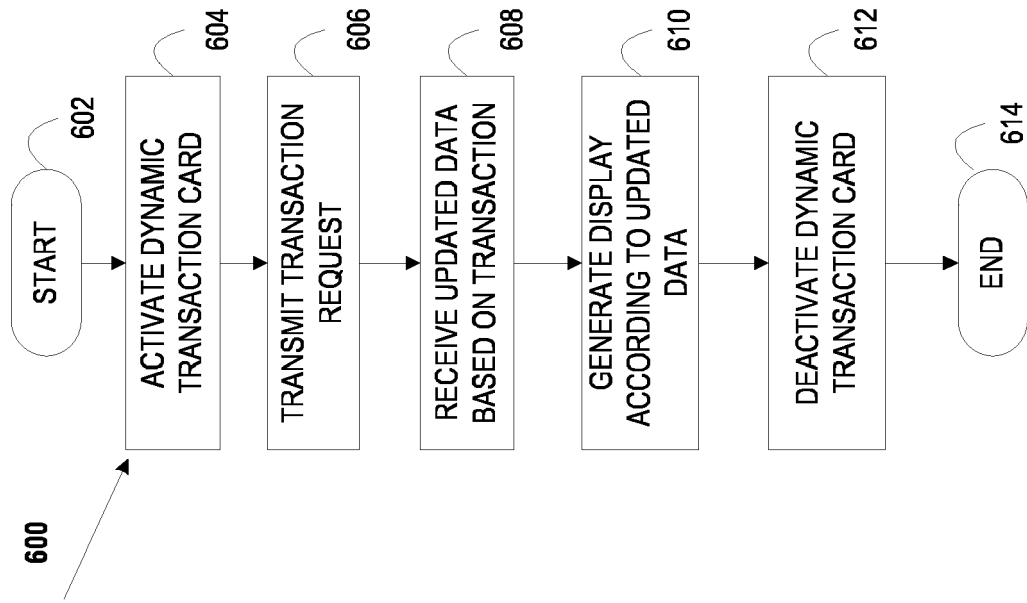 600
START
602
ACTIVATE DYNAMIC
TRANSACTION CARD
604
TRANSMIT TRANSACTION
REQUEST
606
RECEIVE UPDATED DATA
BASED ON TRANSACTION
608
GENERATE DISPLAY
ACCORDING TO UPDATED
DATA
610
DEACTIVATE DYNAMIC
TRANSACTION CARD
612
END
614